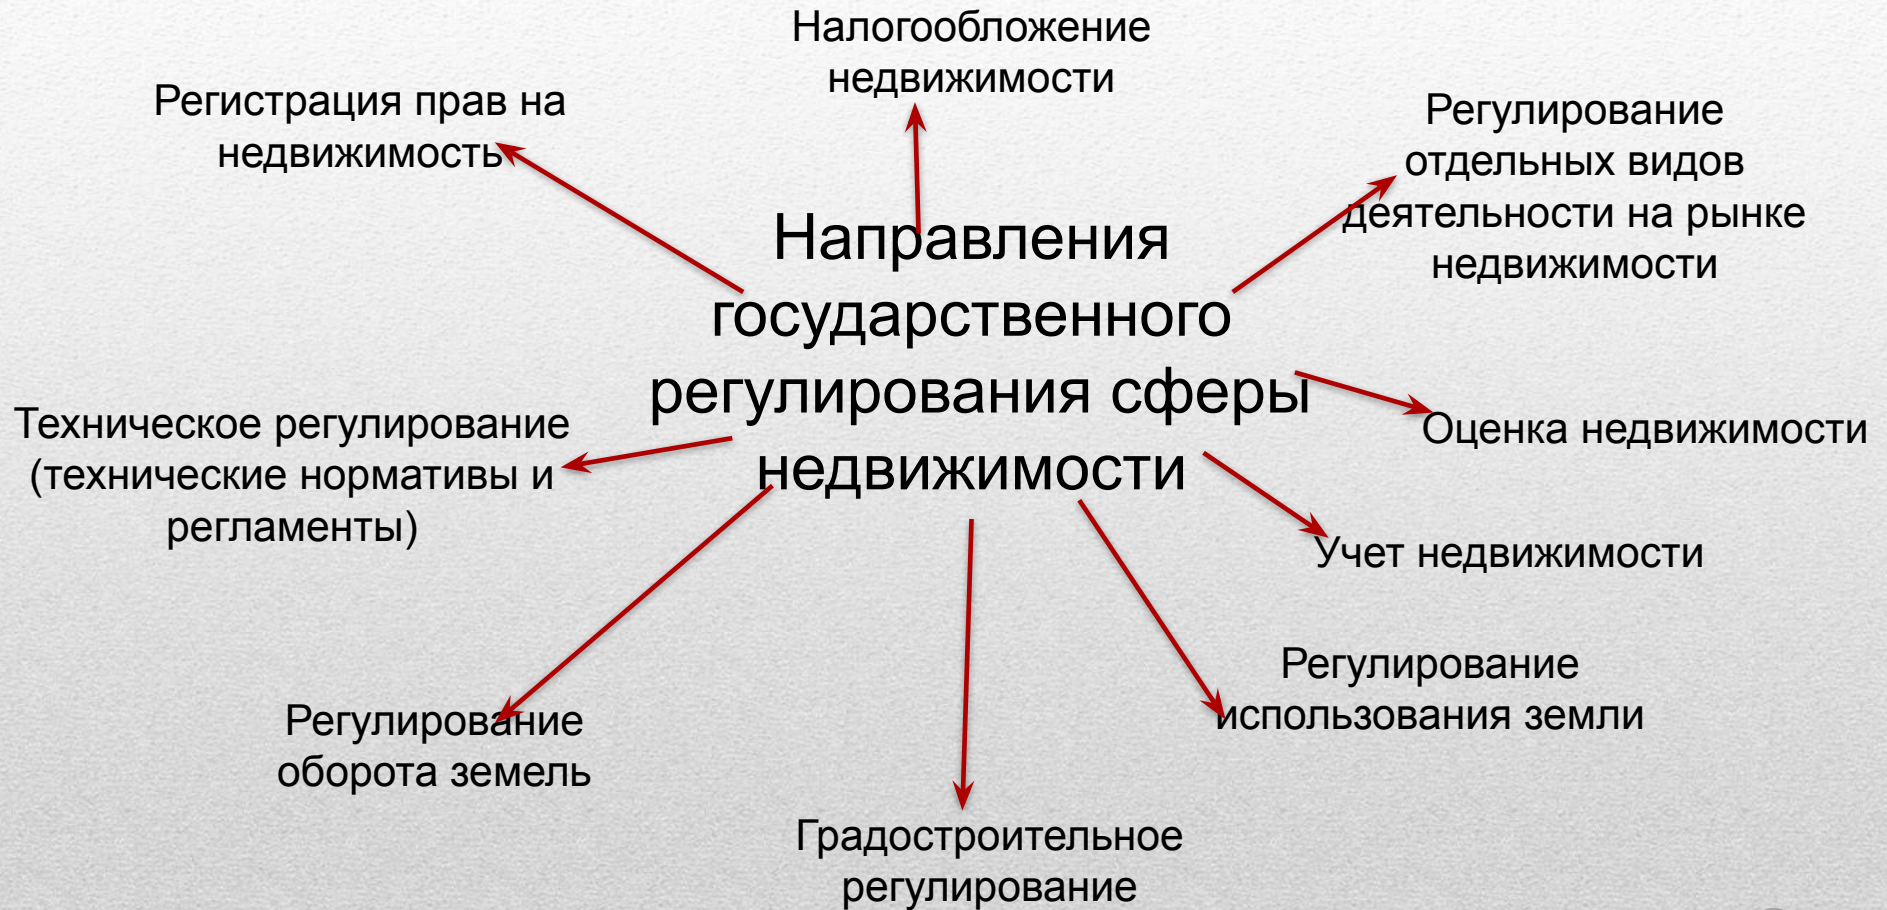 Налогообложение
недвижимости
Регистрация прав на
недвижимость
Регулирование
отдельных видов
деятельности на рынке
недвижимости
Направления
государственного
регулирования сферы
недвижимости
Техническое регулирование
(технические нормативы и
регламенты)
Оценка недвижимости
Учет недвижимости
Регулирование
использования земли
Регулирование
оборота земель
Градостроительное
регулирование